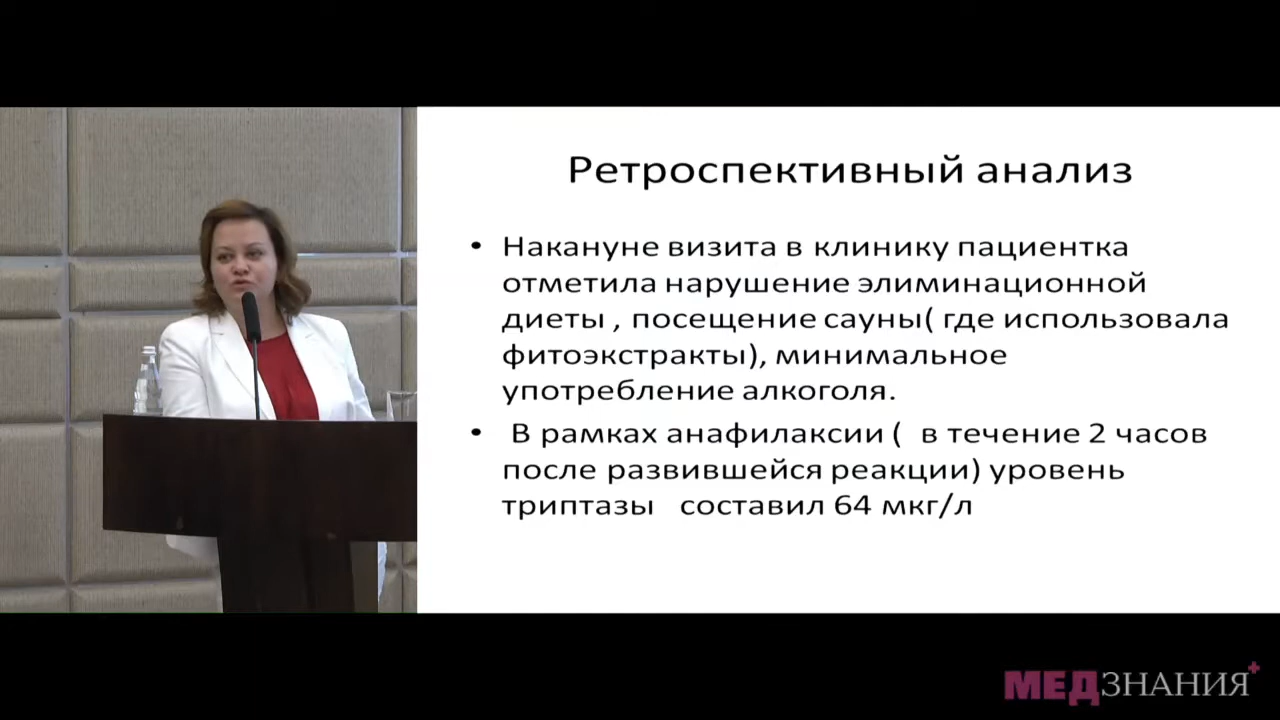 Ретроспективный анализ
• Накануне визита в клинику пациентка
отметила нарушение элиминационной
диеты , посещение сауны( где использовала
фитоэкстракты), минимальное
употребление алкоголя.
• В рамках анафилаксии (  в течение 2 часов
после развившейся реакции) уровень
триптазы   составил 64 мкг/л
МЕДЗНАНИЯ+